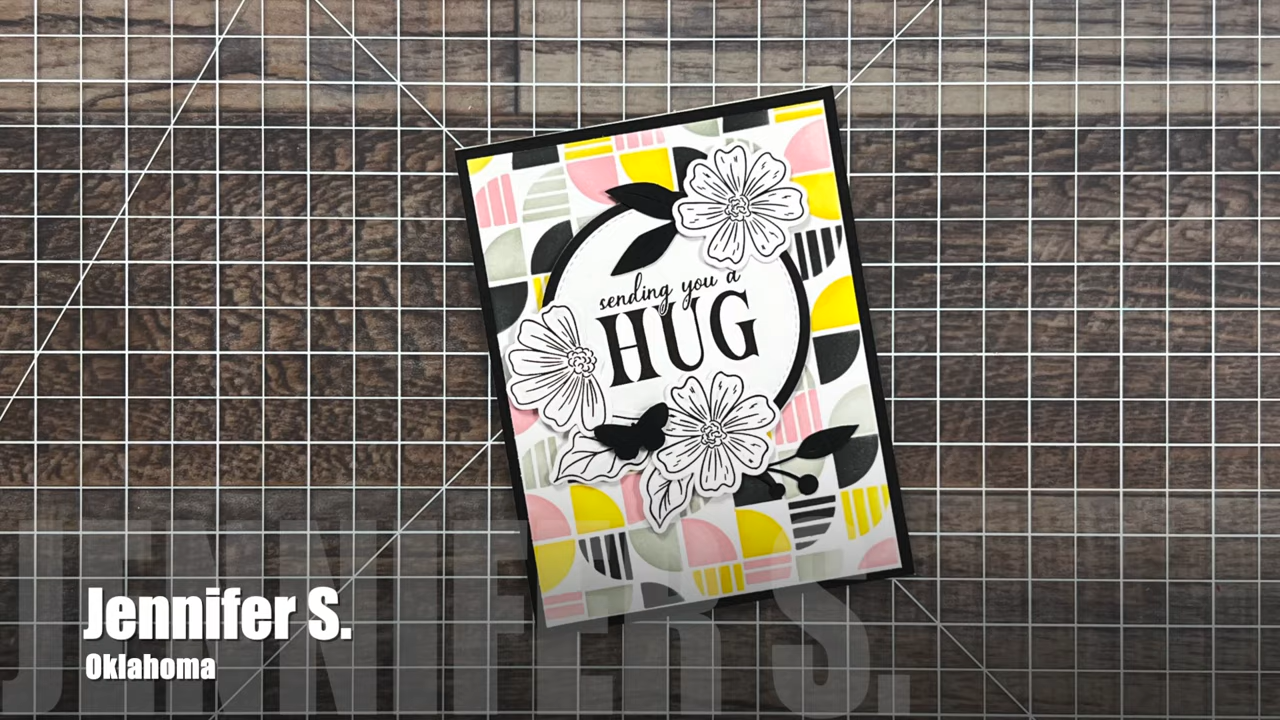 sending you a
HUG
JENNIFER S.
Jennifer S.
Oklahoma